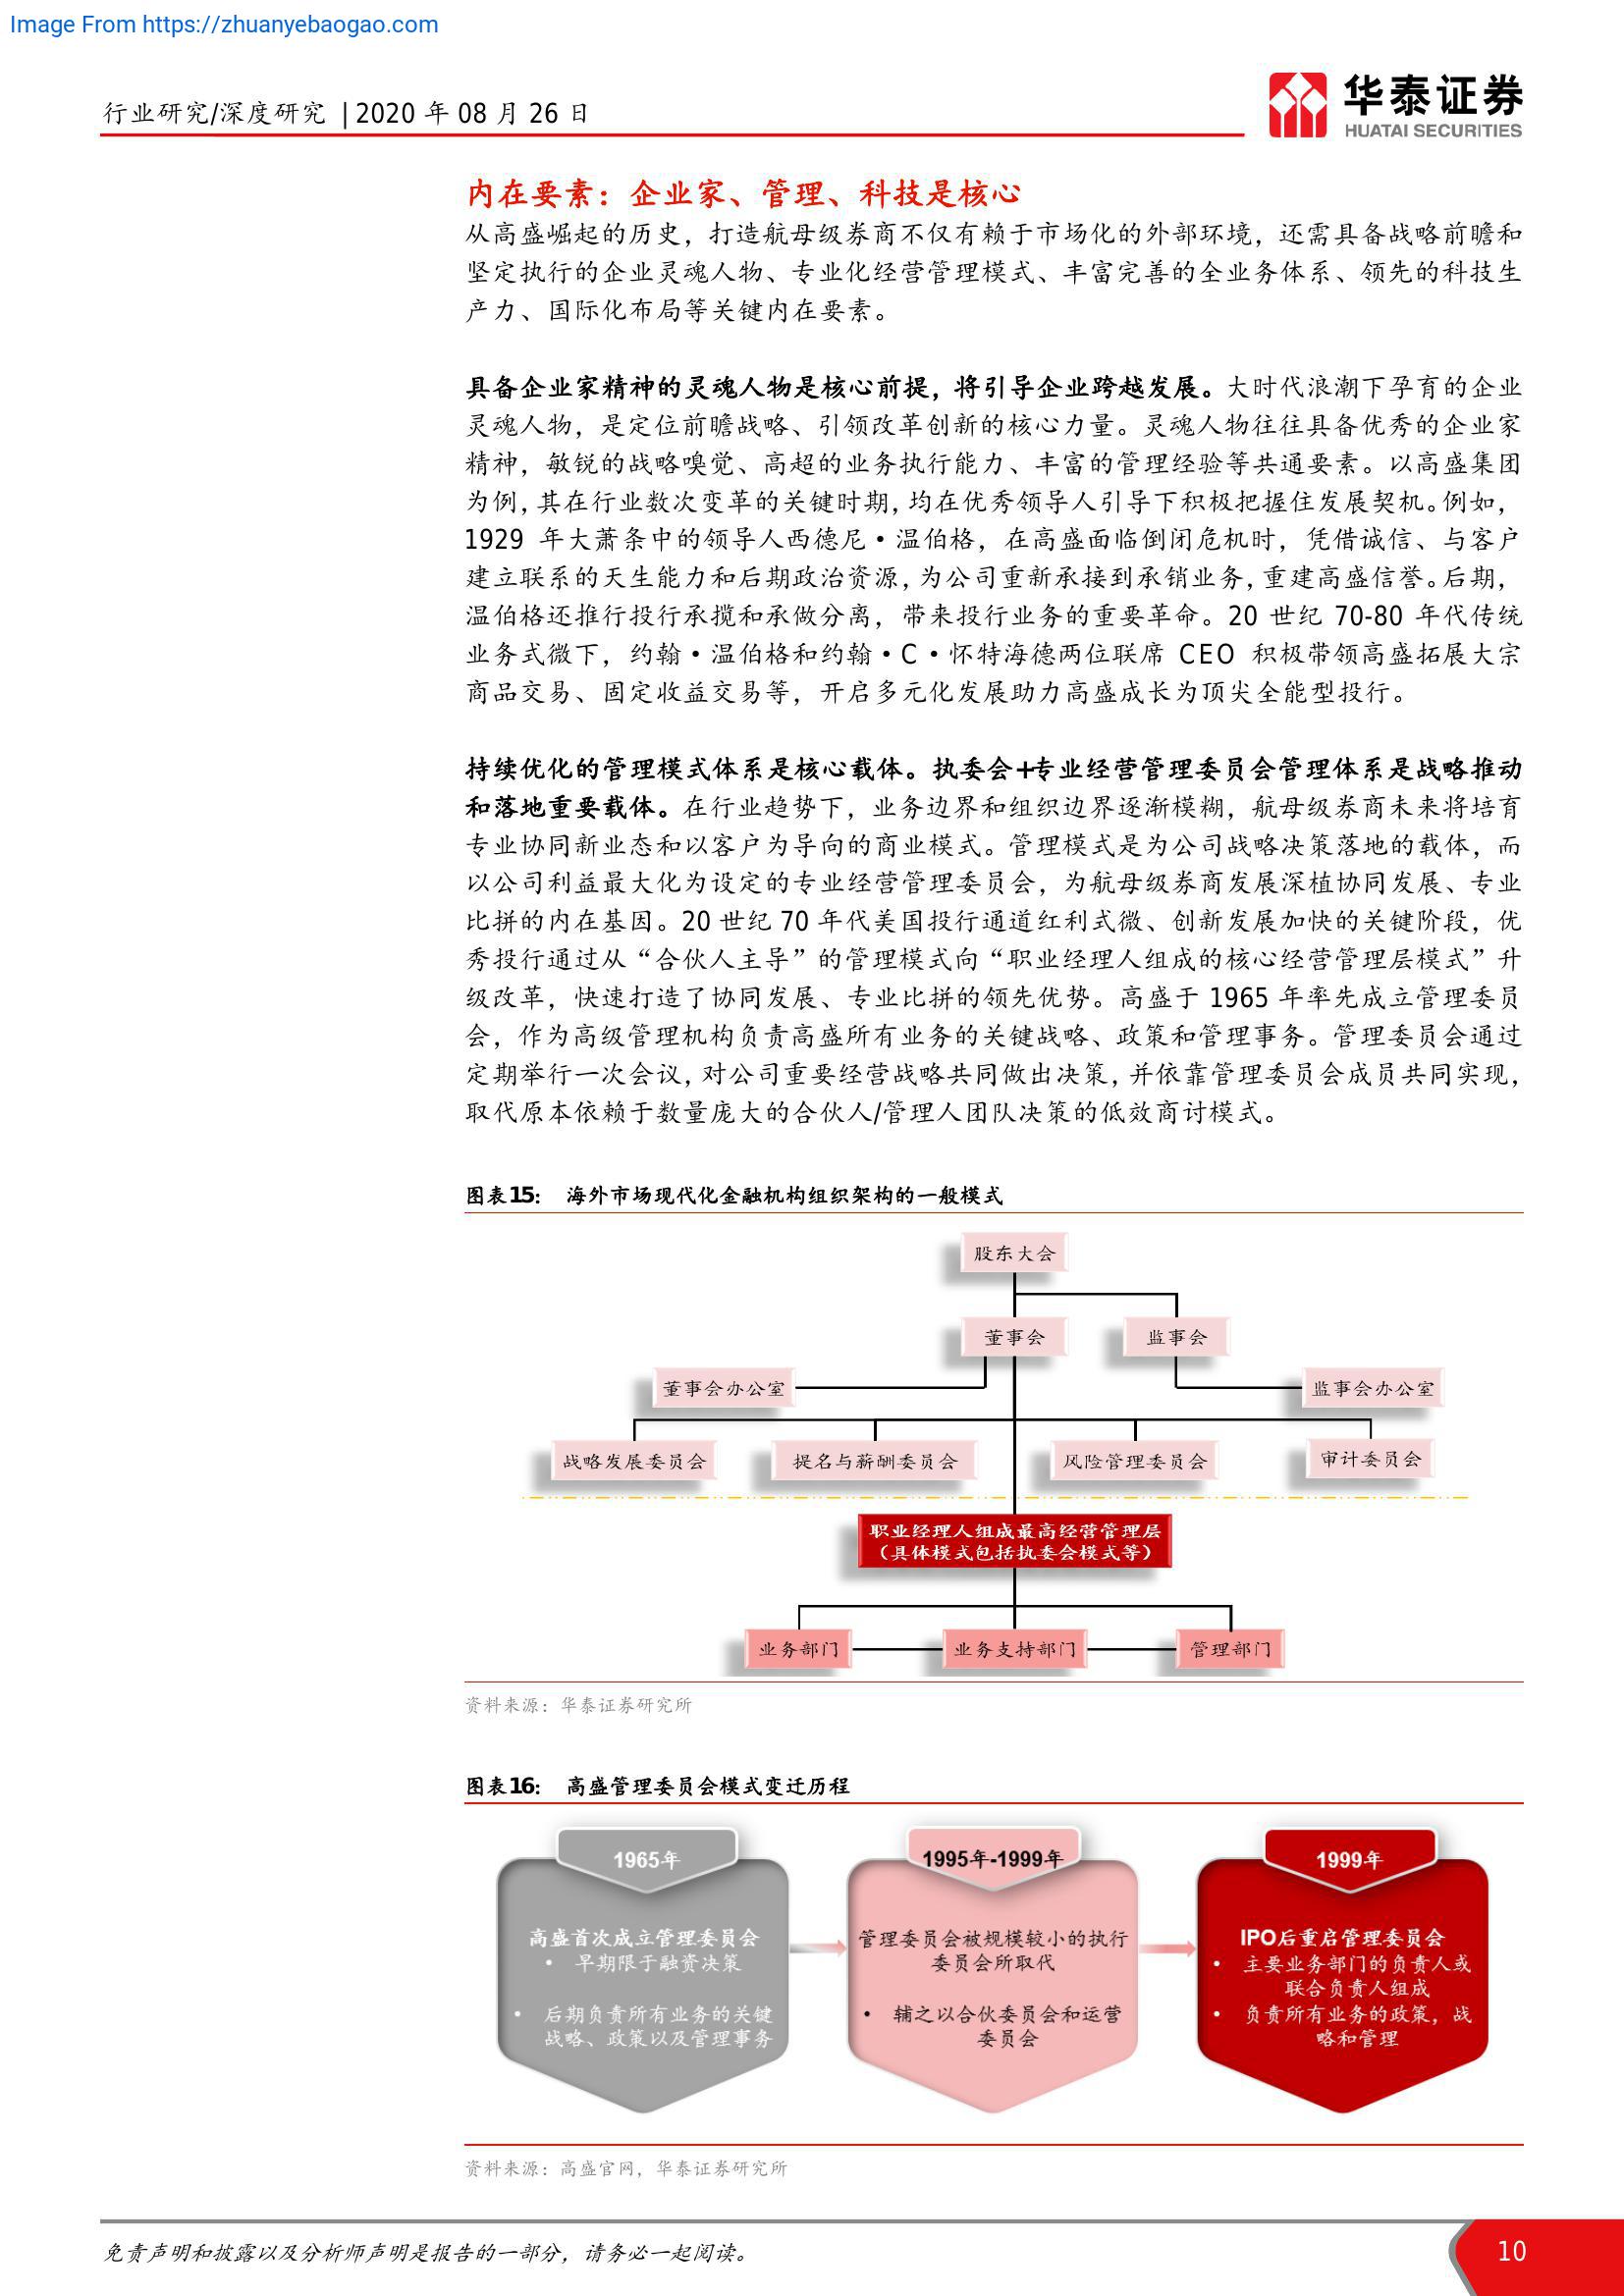 Image From https://zhuanyebaogao.com
行业研究/深度研究 | 2020 年 08 月 26 日
华泰证券
HUATAI SECURITIES
内在要素：企业家、管理、科技是核心
从高盛崛起的历史，打造航母级券商不仅有赖于市场化的外部环境，还需具备战略前瞻和
坚定执行的企业灵魂人物、专业化经营管理模式、丰富完善的全业务体系、领先的科技生
产力、国际化布局等关键内在要素。
具备企业家精神的灵魂人物是核心前提，将引导企业跨越发展。大时代浪潮下孕育的企业
灵魂人物，是定位前瞻战略、引领改革创新的核心力量。灵魂人物往往具备优秀的企业家
精神，敏锐的战略嗅觉、高超的业务执行能力、丰富的管理经验等共通要素。以高盛集团
为例，其在行业数次变革的关键时期，均在优秀领导人引导下积极把握住发展契机。例如，
1929 年大萧条中的领导人西德尼•温伯格，在高盛面临倒闭危机时，凭借诚信、与客户
建立联系的天生能力和后期政治资源，为公司重新承接到承销业务，重建高盛信誉。后期，
温伯格还推行投行承揽和承做分离，带来投行业务的重要革命。20 世纪 70-80 年代传统
业务式微下，约翰•温伯格和约翰•C•怀特海德两位联席 CEO 积极带领高盛拓展大宗
商品交易、固定收益交易等，开启多元化发展助力高盛成长为顶尖全能型投行。
持续优化的管理模式体系是核心载体。执委会+专业经营管理委员会管理体系是战略推动
和落地重要载体。在行业趋势下，业务边界和组织边界逐渐模糊，航母级券商未来将培育
专业协同新业态和以客户为导向的商业模式。管理模式是为公司战略决策落地的载体，而
以公司利益最大化为设定的专业经营管理委员会，为航母级券商发展深植协同发展、专业
比拼的内在基因。20 世纪 70 年代美国投行通道红利式微、创新发展加快的关键阶段，优
秀投行通过从“合伙人主导”的管理模式向“职业经理人组成的核心经营管理层模式”升
级改革，快速打造了协同发展、专业比拼的领先优势。高盛于 1965 年率先成立管理委员
会，作为高级管理机构负责高盛所有业务的关键战略、政策和管理事务。管理委员会通过
定期举行一次会议，对公司重要经营战略共同做出决策，并依靠管理委员会成员共同实现，
取代原本依赖于数量庞大的合伙人/管理人团队决策的低效商讨模式。
图表15： 海外市场现代化金融机构组织架构的一般模式
股东大会
董事会 监事会
董事会办公室 监事会办公室
战略发展委员会 提名与薪酬委员会 风险管理委员会 审计委员会
职业经理人组成最高经营管理层
（具体模式包括执委会模式等）
业务部门 业务支持部门 管理部门
资料来源：华泰证券研究所
图表16： 高盛管理委员会模式变迁历程
1965年
高盛首次成立管理委员会
• 早期限于融资决策
• 后期负责所有业务的关键
战略、政策以及管理事务
1995年-1999年
管理委员会被规模较小的执行
委员会所取代
• 辅之以合伙委员会和运营
委员会
1999年
IPO后重启管理委员会
• 主要业务部门的负责人或
联合负责人组成
• 负责所有业务的政策，战
略和管理
资料来源：高盛官网，华泰证券研究所
免责声明和披露以及分析师声明是报告的一部分，请务必一起阅读。
10